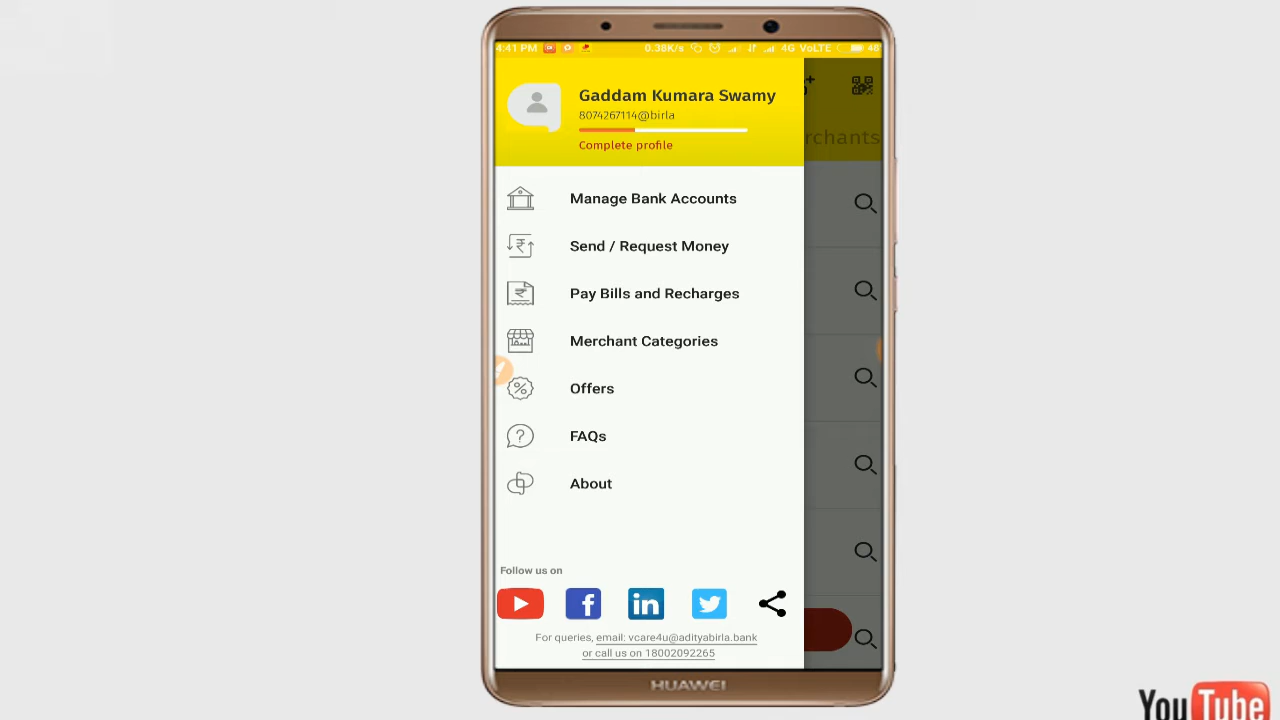 4:41 PM 0.38K/s 4G VoLTE 48
Gaddam Kumara Swamy
8074267114@birla
Complete profile
rchants
Manage Bank Accounts
Send / Request Money
Pay Bills and Recharges
Merchant Categories
Offers
FAQs
About
Follow us on
For queries, email: vcare4u@adityabirla.bank
or call us on 18002092265
HUAWEI
YouTube